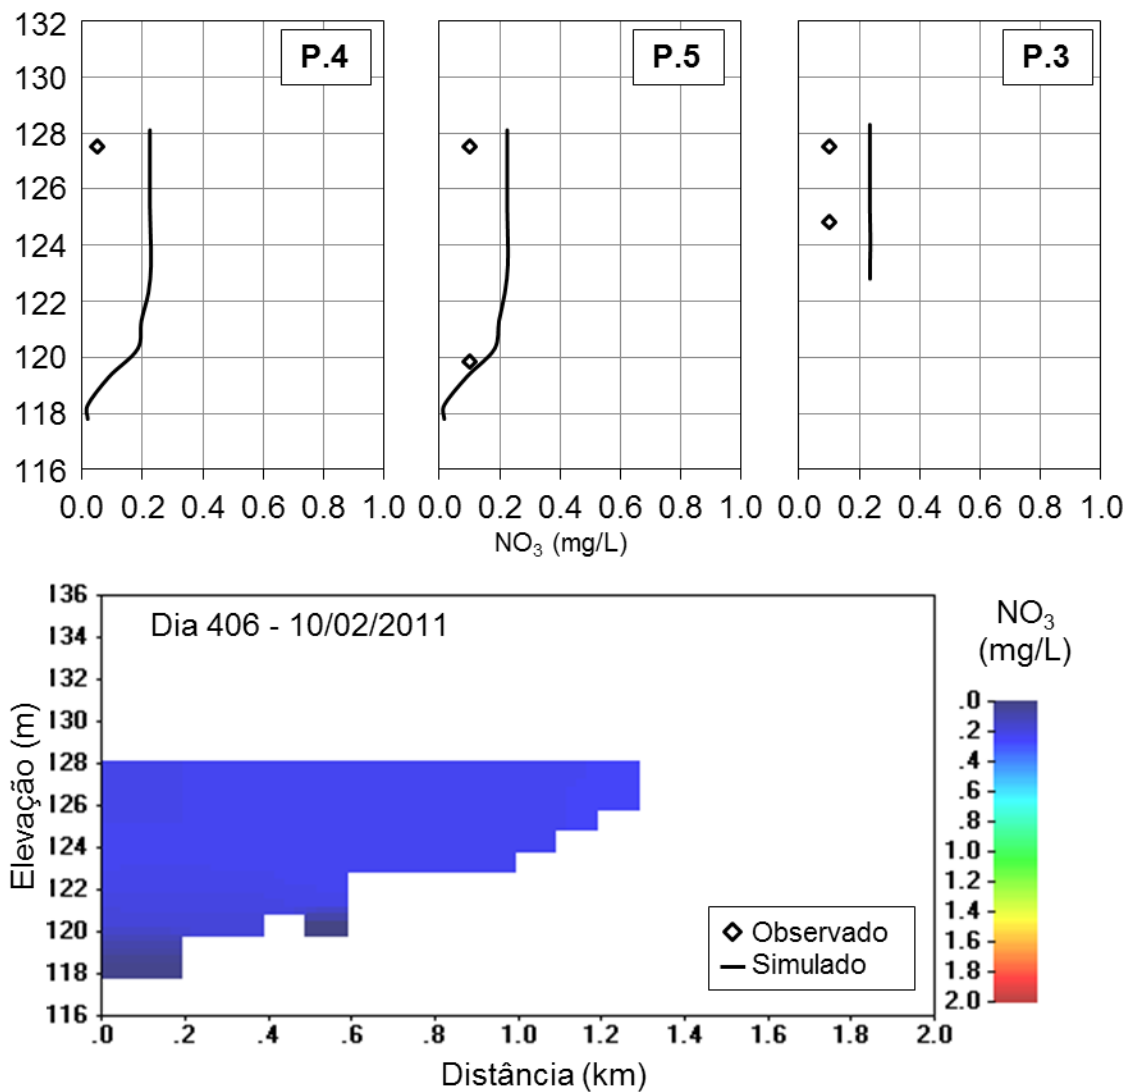 132
130
128
126
124
122
120
118
116
P.4
P.5
P.3
0.0 0.2 0.4 0.6 0.8 1.0
0.0 0.2 0.4 0.6 0.8 1.0
0.0 0.2 0.4 0.6 0.8 1.0
NO₃ (mg/L)
Dia 406 - 10/02/2011
Elevação (m)
136
134
132
130
128
126
124
122
120
118
116
.0 .2 .4 .6 .8 1.0 1.2 1.4 1.6 1.8 2.0
Distância (km)
Observado
Simulado
NO₃
(mg/L)
.0
.2
.4
.6
.8
1.0
1.2
1.4
1.6
1.8
2.0